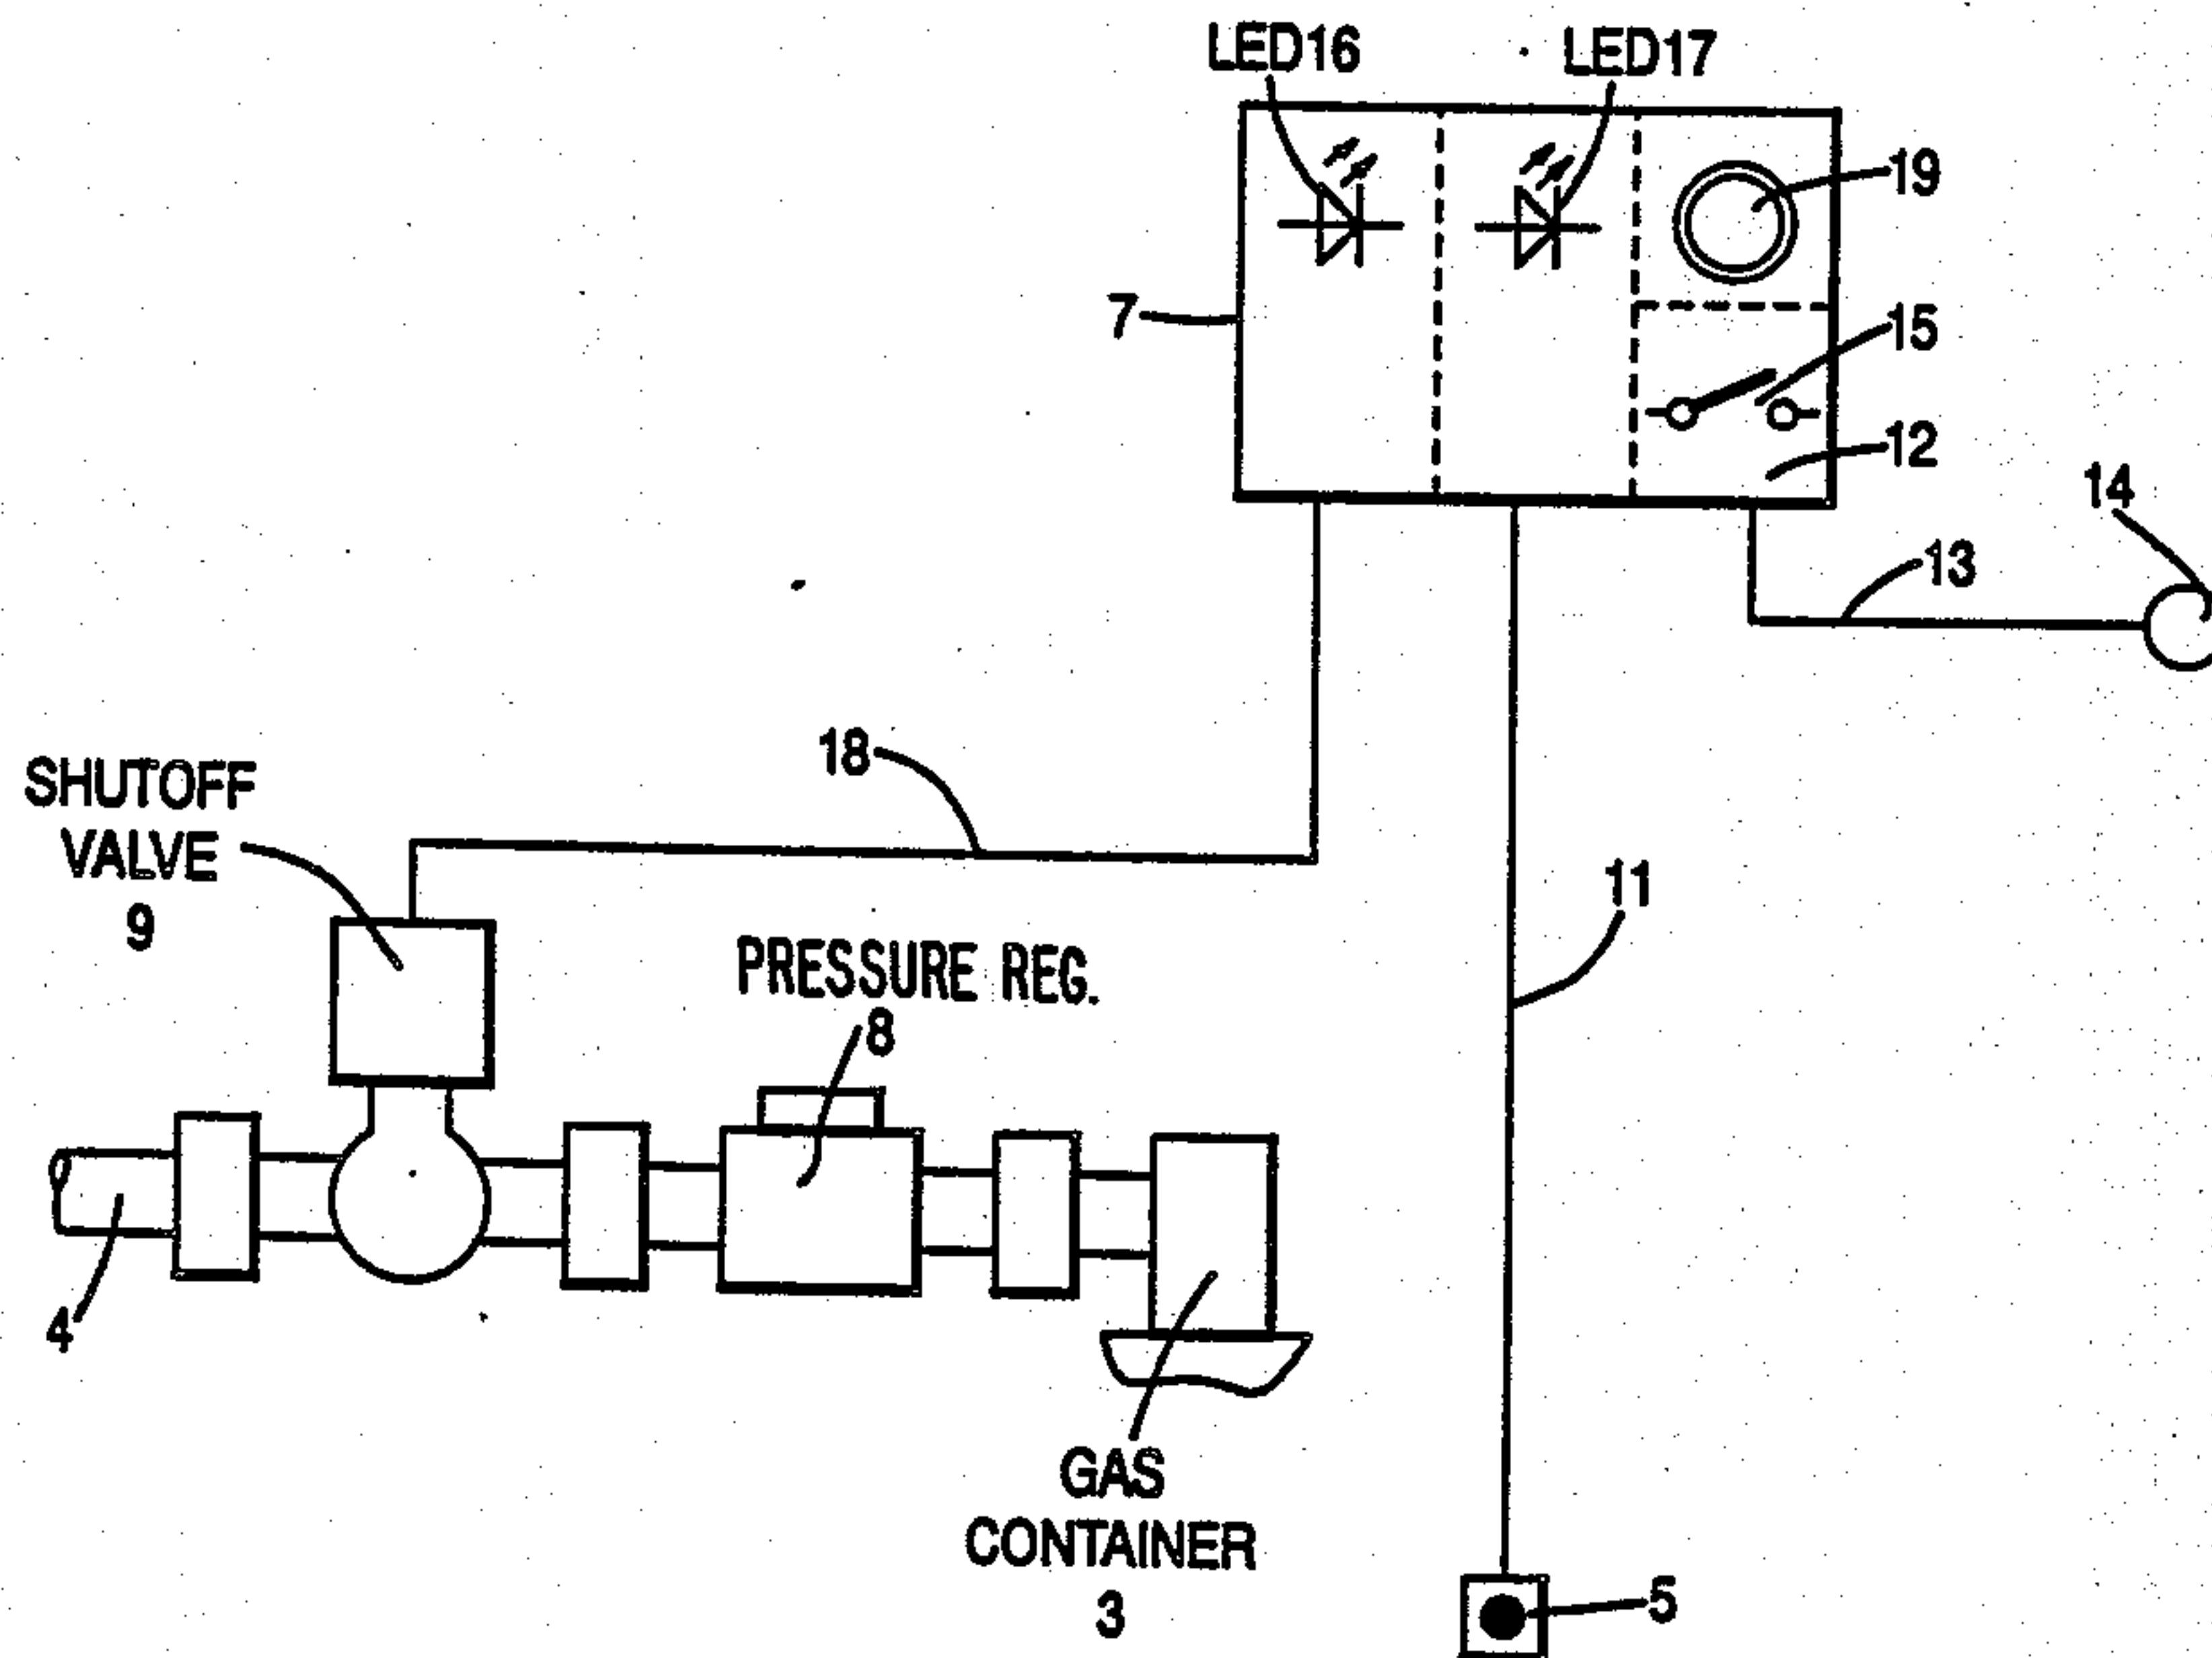 LED16
LED17
19
7
15
12
14
13
18
SHUTOFF
VALVE
9
11
PRESSURE REG.
8
4
GAS
CONTAINER
3
5